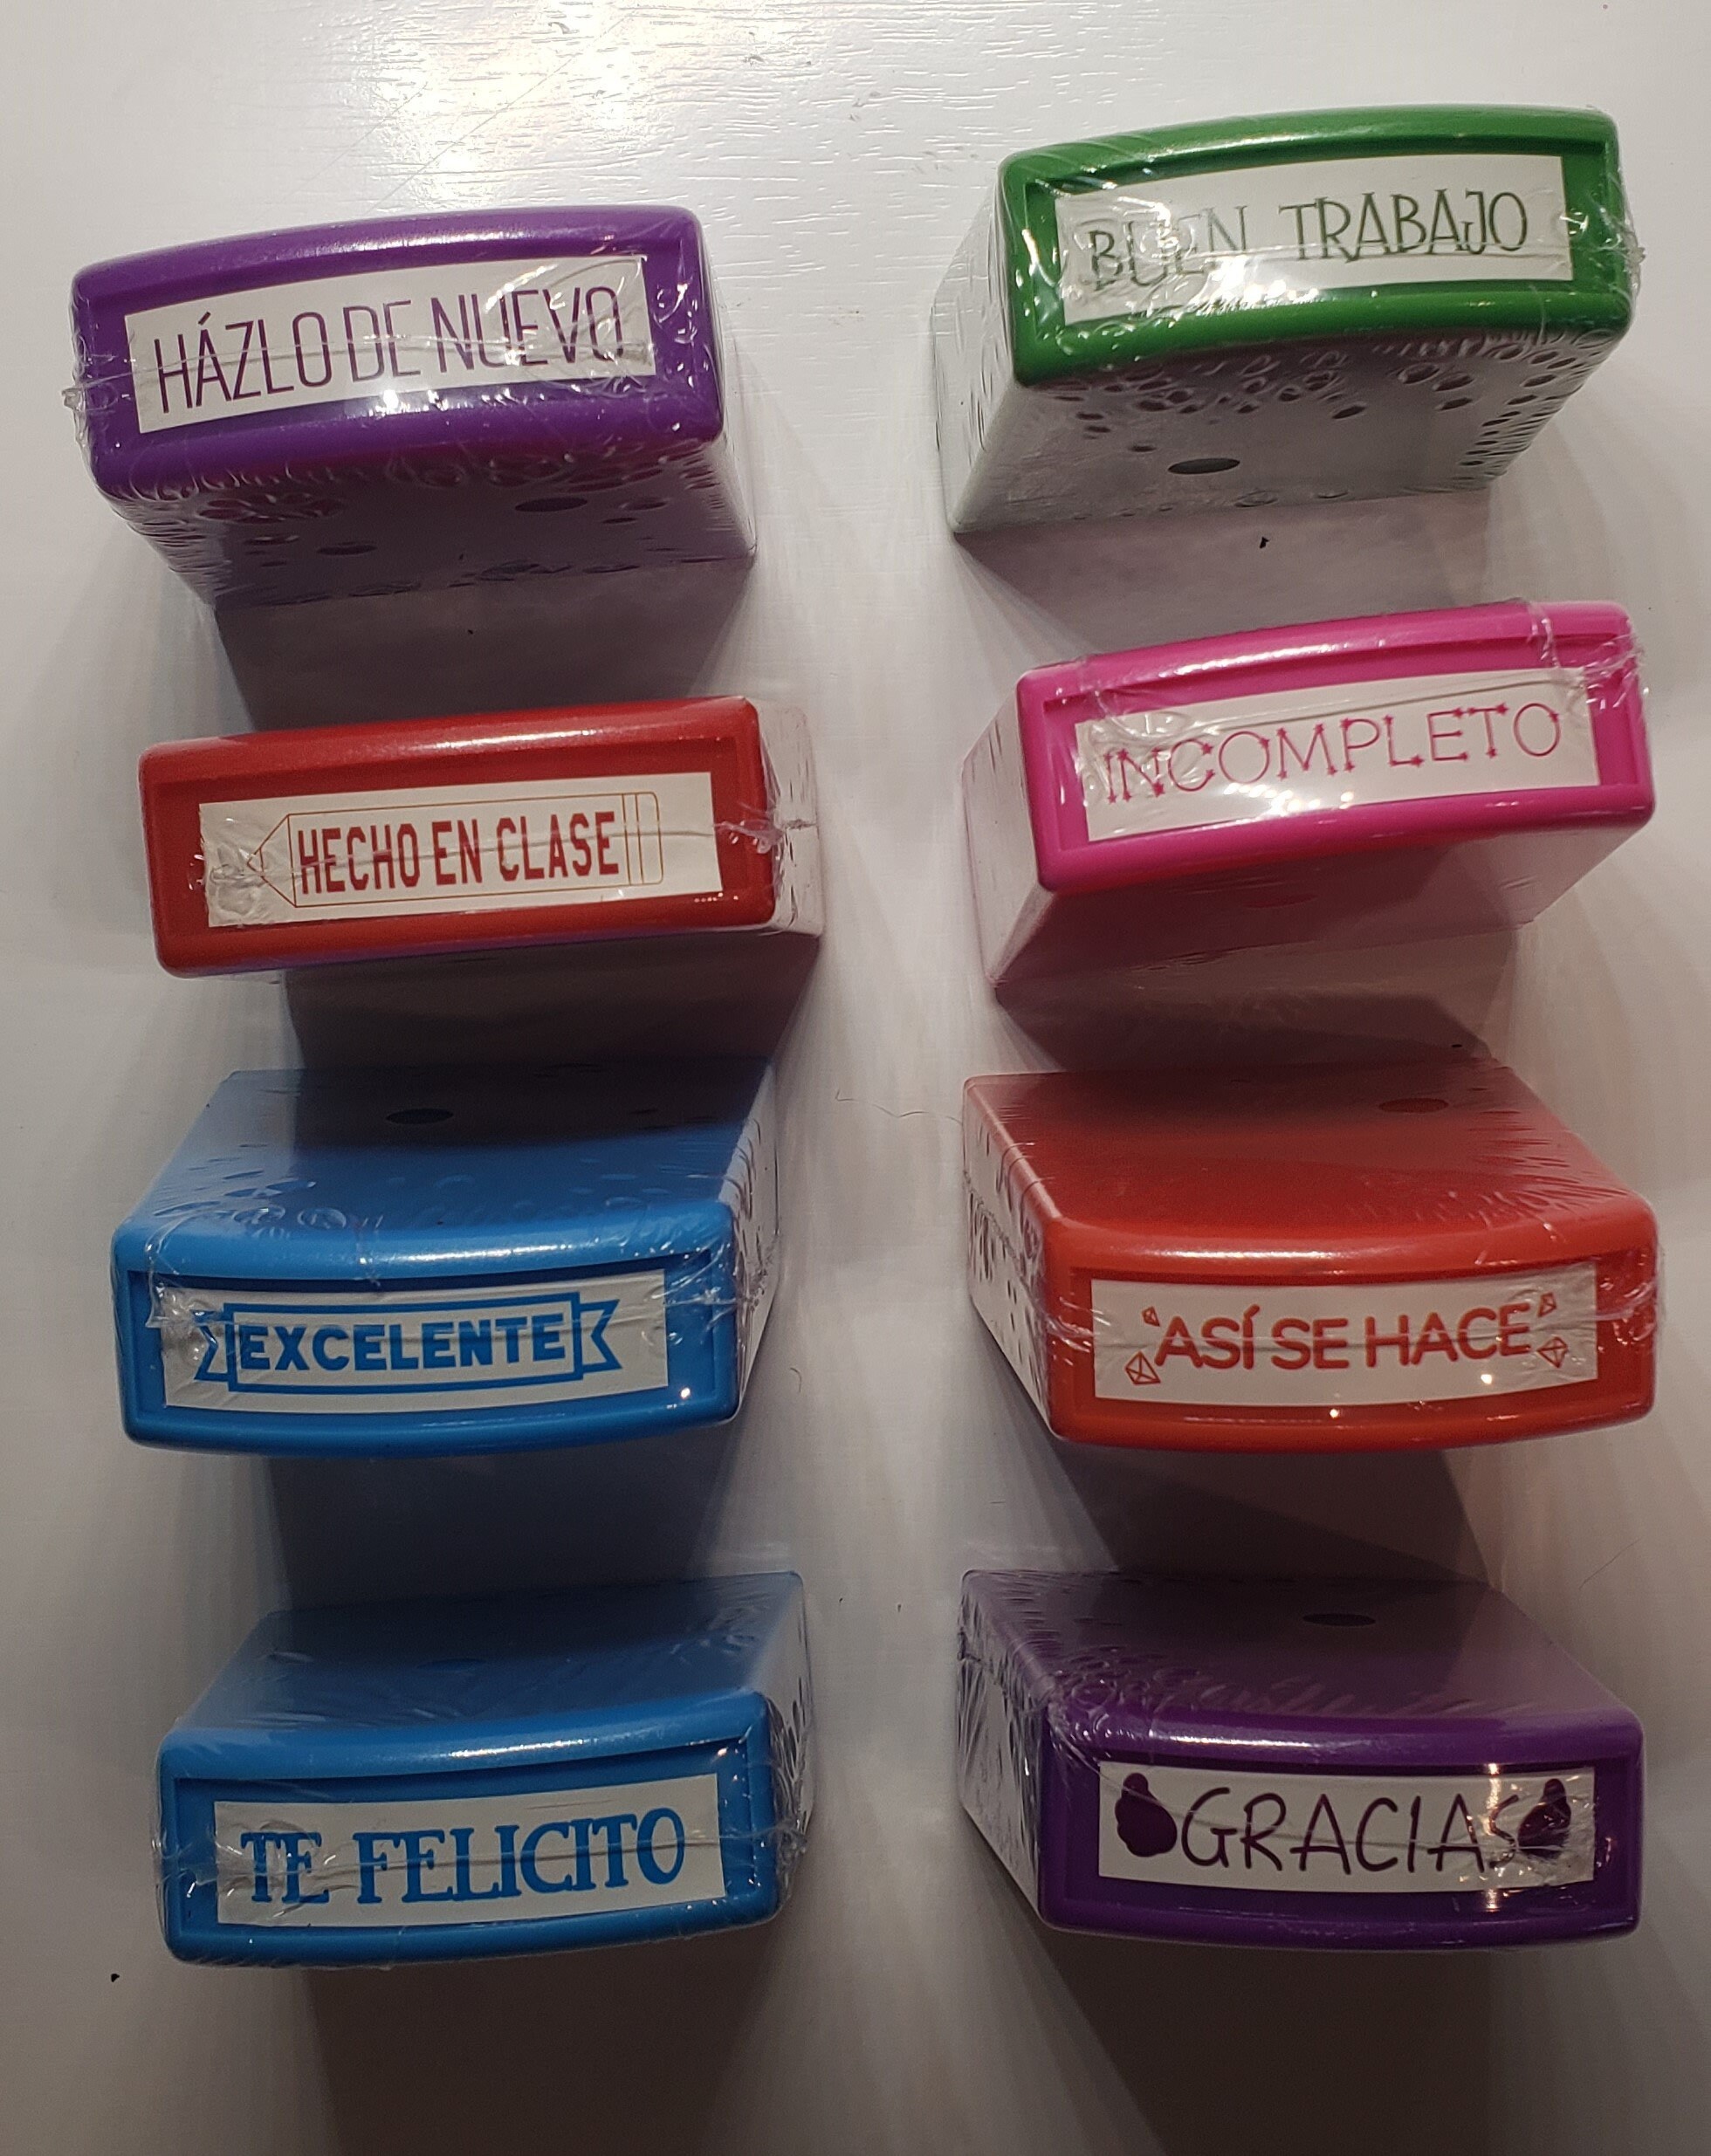 HÁZLO DE NUEVO
BUEN TRABAJO
HECHO EN CLASE
INCOMPLETO
EXCELENTE
ASÍ SE HACE
TE FELICITO
GRACIAS